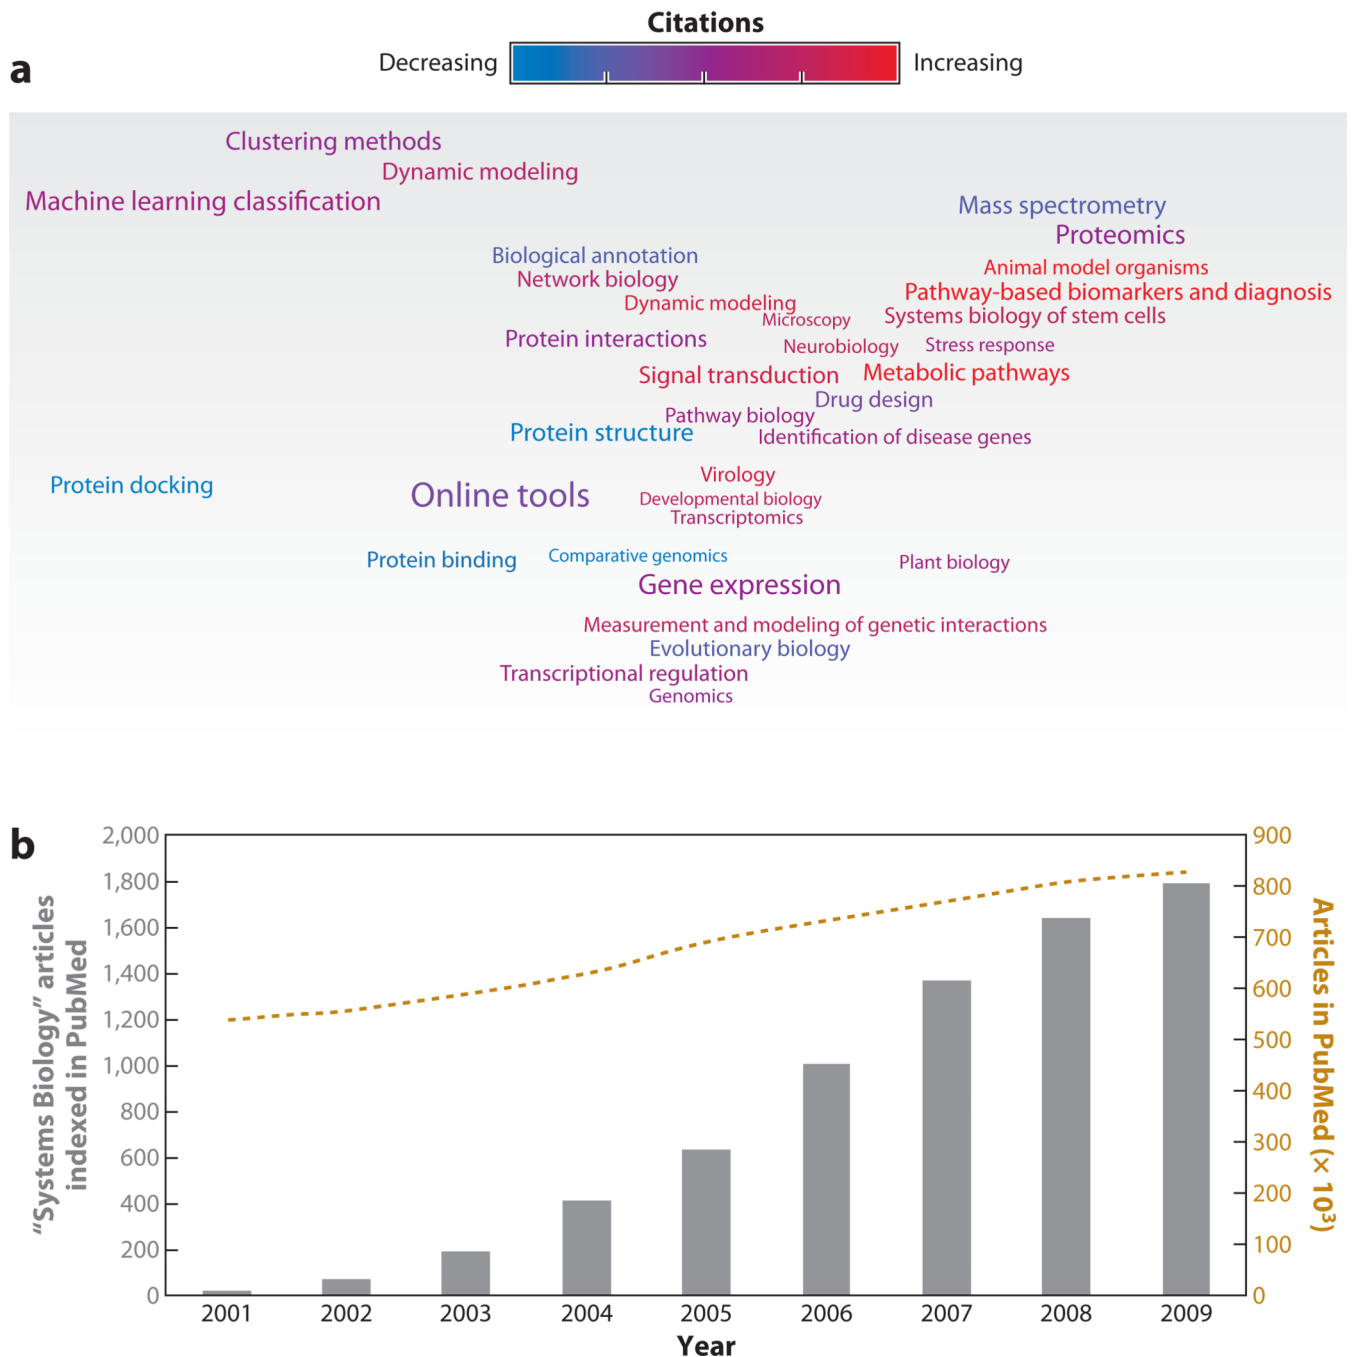 Citations
Decreasing
Increasing
a
Clustering methods
Dynamic modeling
Machine learning classification
Mass spectrometry
Proteomics
Biological annotation
Animal model organisms
Network biology
Pathway-based biomarkers and diagnosis
Dynamic modeling
Microscopy
Systems biology of stem cells
Protein interactions
Neurobiology
Stress response
Signal transduction
Metabolic pathways
Drug design
Pathway biology
Protein structure
Identification of disease genes
Virology
Protein docking
Online tools
Developmental biology
Transcriptomics
Protein binding
Comparative genomics
Plant biology
Gene expression
Measurement and modeling of genetic interactions
Evolutionary biology
Transcriptional regulation
Genomics
b
“Systems Biology” articles
indexed in PubMed
2,000
1,800
1,600
1,400
1,200
1,000
800
600
400
200
0
900
800
700
600
500
400
300
200
100
0
Articles in PubMed (× 10³)
2001 2002 2003 2004 2005 2006 2007 2008 2009
Year